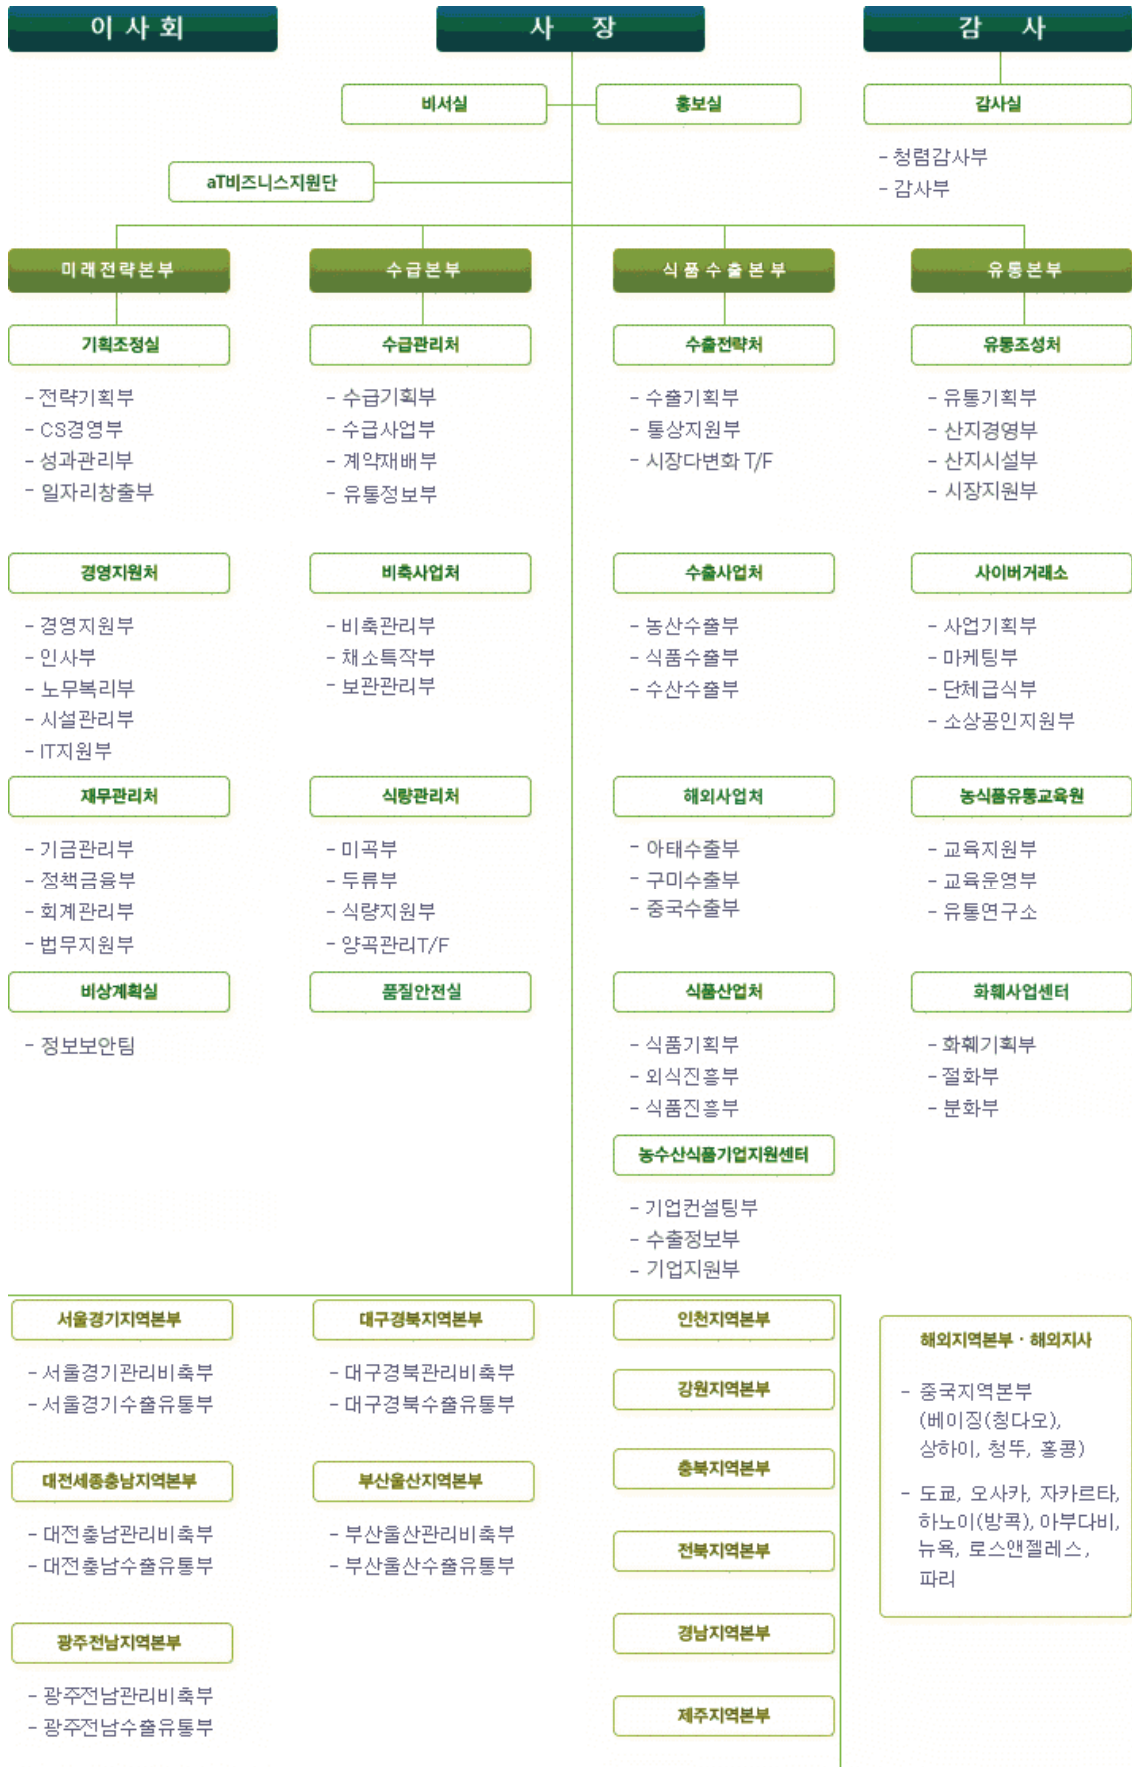 이 사 회
사 장
감 사
비서실
홍보실
감사실
- 청렴감사부
- 감사부
aT비즈니스지원단
미래전략본부
기획조정실
- 전략기획부
- CS경영부
- 성과관리부
- 일자리창출부
경영지원처
- 경영지원부
- 인사부
- 노무복리부
- 시설관리부
- IT지원부
재무관리처
- 기금관리부
- 정책금융부
- 회계관리부
- 법무지원부
비상계획실
- 정보보안팀
수급본부
수급관리처
- 수급기획부
- 수급사업부
- 계약재배부
- 유통정보부
비축사업처
- 비축관리부
- 채소특작부
- 보관관리부
식량관리처
- 미곡부
- 두류부
- 식량지원부
- 양곡관리T/F
품질안전실
식품수출본부
수출전략처
- 수출기획부
- 통상지원부
- 시장다변화 T/F
수출사업처
- 농산수출부
- 식품수출부
- 수산수출부
해외사업처
- 아태수출부
- 구미수출부
- 중국수출부
식품산업처
- 식품기획부
- 외식진흥부
- 식품진흥부
농수산식품기업지원센터
- 기업컨설팅부
- 수출정보부
- 기업지원부
유통본부
유통조성처
- 유통기획부
- 산지경영부
- 산지시설부
- 시장지원부
사이버거래소
- 사업기획부
- 마케팅부
- 단체급식부
- 소상공인지원부
농식품유통교육원
- 교육지원부
- 교육운영부
- 유통연구소
화훼사업센터
- 화훼기획부
- 절화부
- 분화부
서울경기지역본부
- 서울경기관리비축부
- 서울경기수출유통부
대전세종충남지역본부
- 대전충남관리비축부
- 대전충남수출유통부
광주전남지역본부
- 광주전남관리비축부
- 광주전남수출유통부
대구경북지역본부
- 대구경북관리비축부
- 대구경북수출유통부
부산울산지역본부
- 부산울산관리비축부
- 부산울산수출유통부
인천지역본부
강원지역본부
충북지역본부
전북지역본부
경남지역본부
제주지역본부
해외지역본부 · 해외지사
- 중국지역본부
(베이징(칭다오),
상하이, 청뚜, 홍콩)
- 도쿄, 오사카, 자카르타,
하노이(방콕), 아부다비,
뉴욕, 로스앤젤레스,
파리